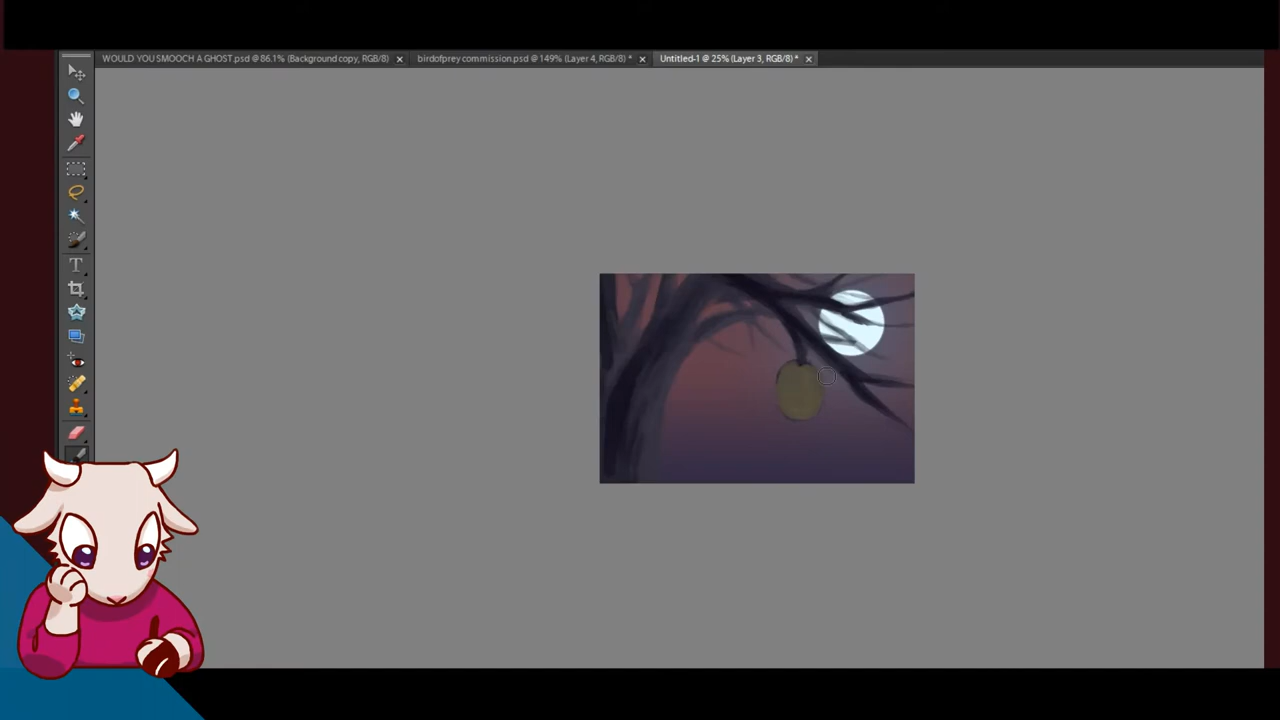 WOULD YOU SMOOCH A GHOST.psd @ 86.1% (Background copy, RGB/8) × birdofprey commission.psd @ 149% (Layer 4, RGB/8) * × Untitled-1 @ 25% (Layer 3, RGB/8) * ×
T